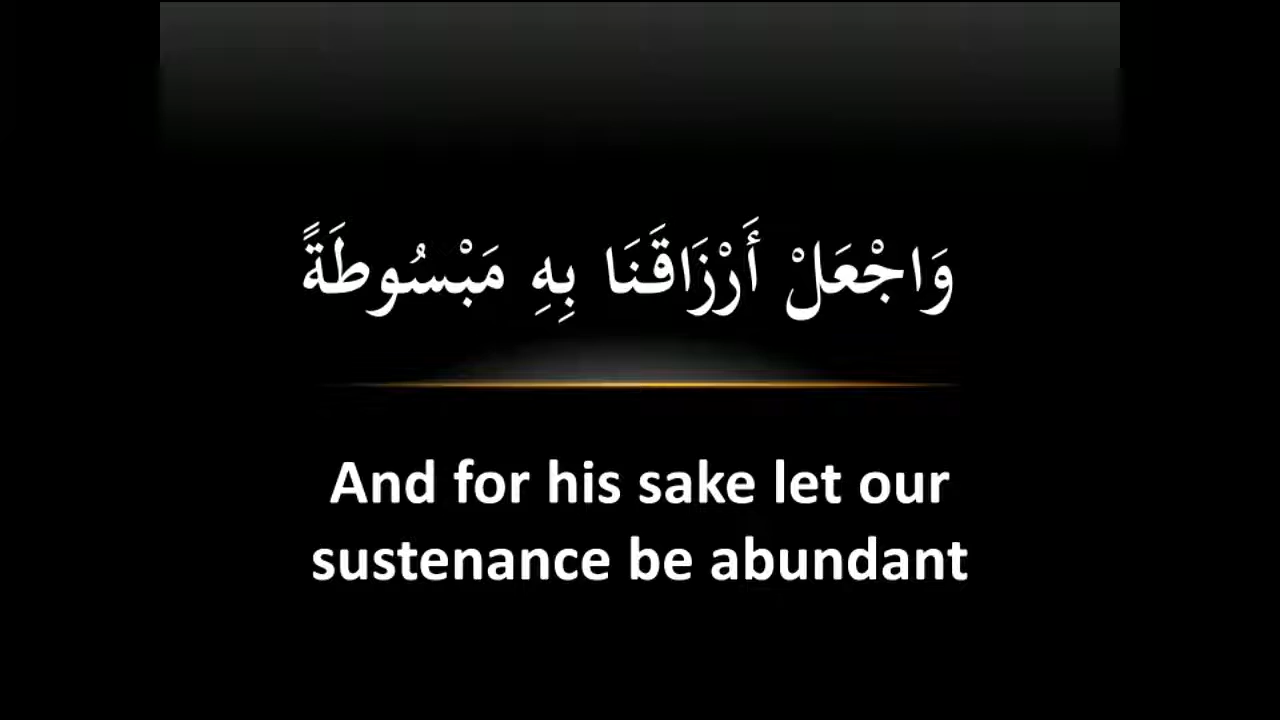 وَاجْعَلْ أَرْزَاقَنَا بِهِ مَبْسُوطَةً
And for his sake let our
sustenance be abundant